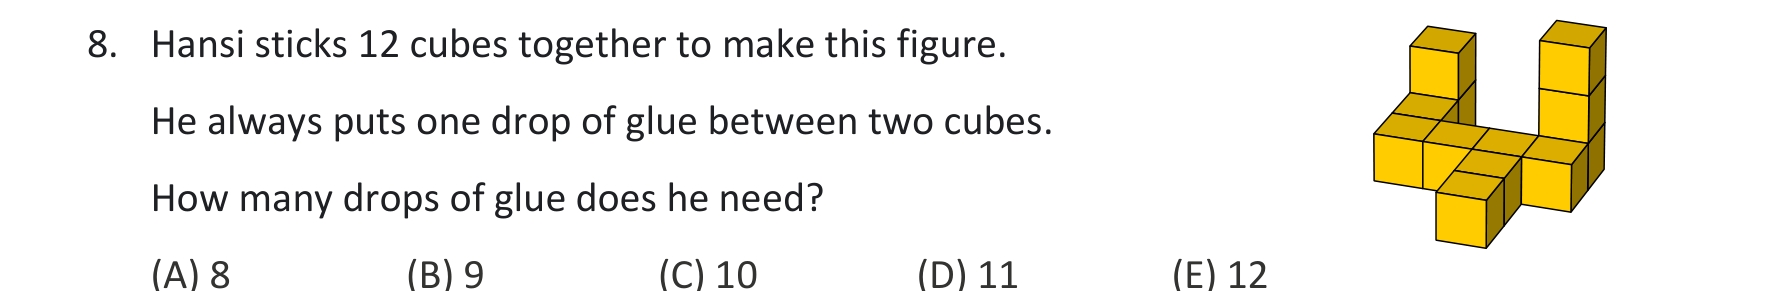 8. Hansi sticks 12 cubes together to make this figure.
He always puts one drop of glue between two cubes.
How many drops of glue does he need?
(A) 8 (B) 9 (C) 10 (D) 11 (E) 12